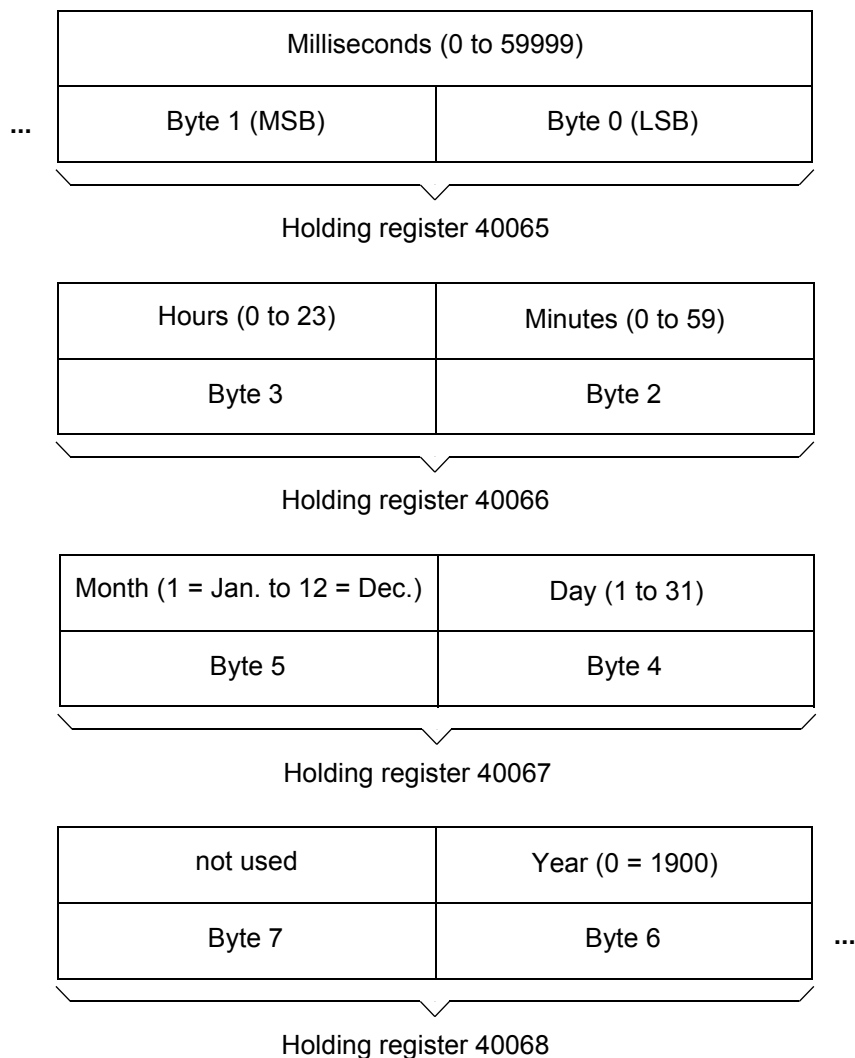 Milliseconds (0 to 59999)
... Byte 1 (MSB) Byte 0 (LSB)
Holding register 40065
Hours (0 to 23) Minutes (0 to 59)
Byte 3 Byte 2
Holding register 40066
Month (1 = Jan. to 12 = Dec.) Day (1 to 31)
Byte 5 Byte 4
Holding register 40067
not used Year (0 = 1900)
Byte 7 Byte 6 ...
Holding register 40068